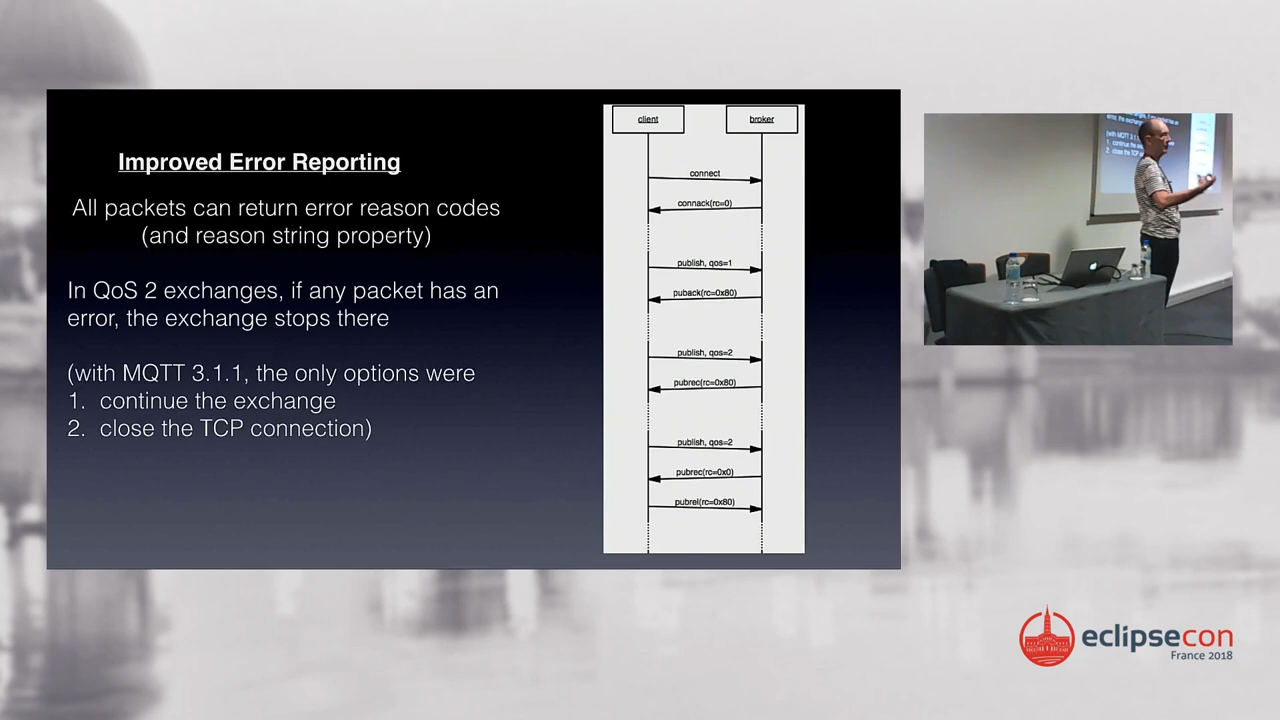 Improved Error Reporting
All packets can return error reason codes
(and reason string property)
In QoS 2 exchanges, if any packet has an
error, the exchange stops there
(with MQTT 3.1.1, the only options were
1. continue the exchange
2. close the TCP connection)
client
broker
connect
connack(rc=0)
publish, qos=1
puback(rc=0x80)
publish, qos=2
pubrec(rc=0x80)
publish, qos=2
pubrec(rc=0x0)
pubrel(rc=0x80)
eclipsecon
France 2018